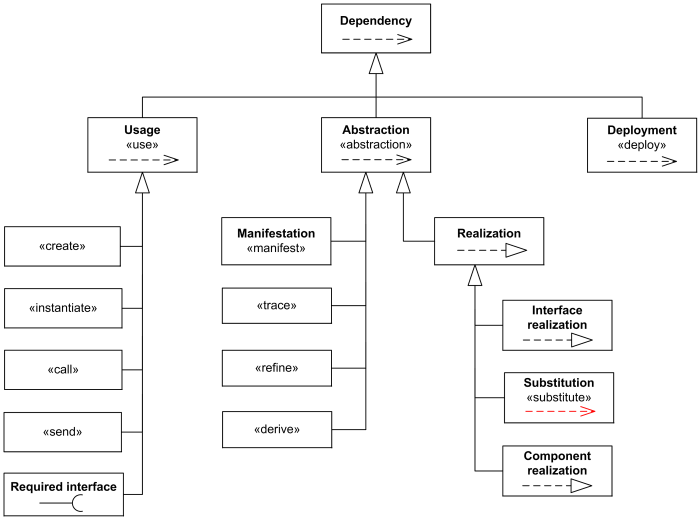 Dependency
Usage
«use»
Abstraction
«abstraction»
Deployment
«deploy»
«create»
«instantiate»
«call»
«send»
Required interface
Manifestation
«manifest»
«trace»
«refine»
«derive»
Realization
Interface
realization
Substitution
«substitute»
Component
realization